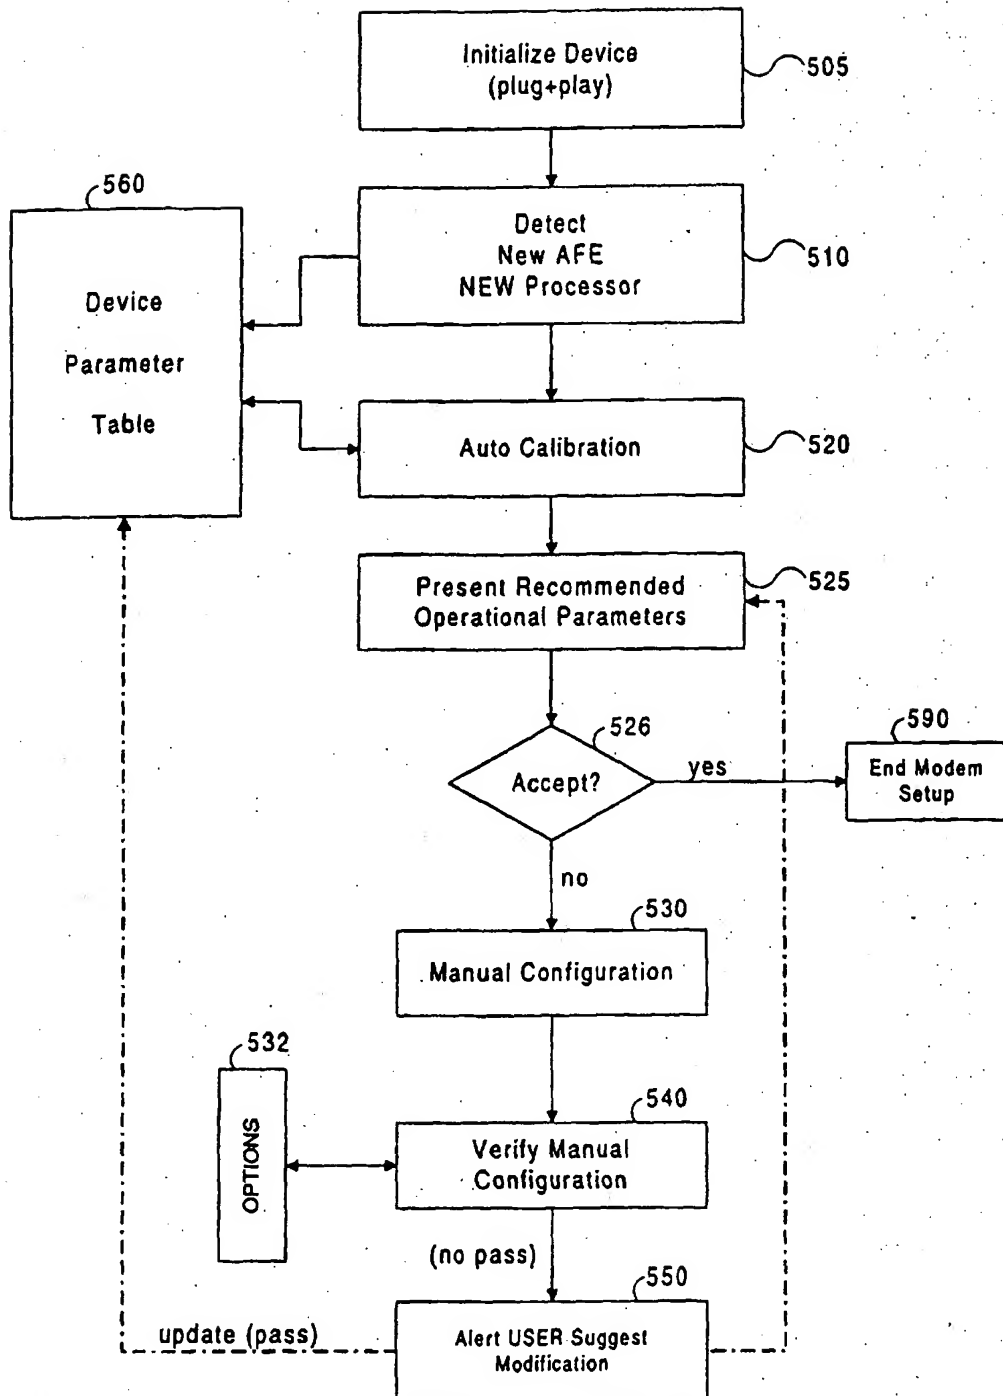 Initialize Device
(plug+play)
505
560
Detect
New AFE
NEW Processor
510
Device
Parameter
Table
Auto Calibration
520
Present Recommended
Operational Parameters
525
526
Accept?
yes
590
End Modem
Setup
no
530
Manual Configuration
532
OPTIONS
540
Verify Manual
Configuration
(no pass)
550
update (pass)
Alert USER Suggest
Modification